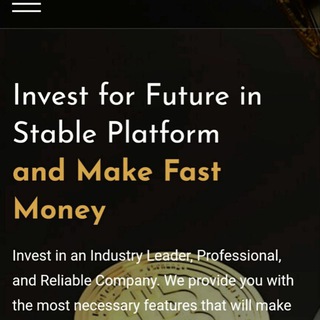 Invest for Future in
Stable Platform
and Make Fast
Money
Invest in an Industry Leader, Professional,
and Reliable Company. We provide you with
the most necessary features that will make